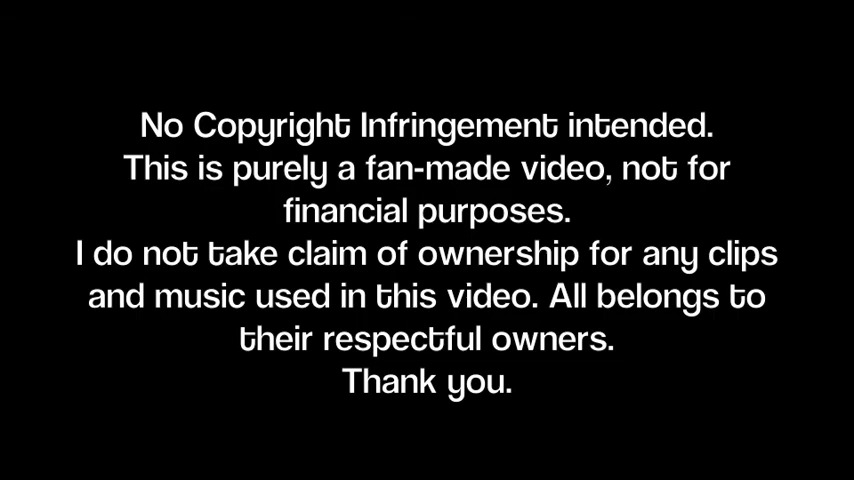 No Copyright Infringement intended.
This is purely a fan-made video, not for
financial purposes.
I do not take claim of ownership for any clips
and music used in this video. All belongs to
their respectful owners.
Thank you.